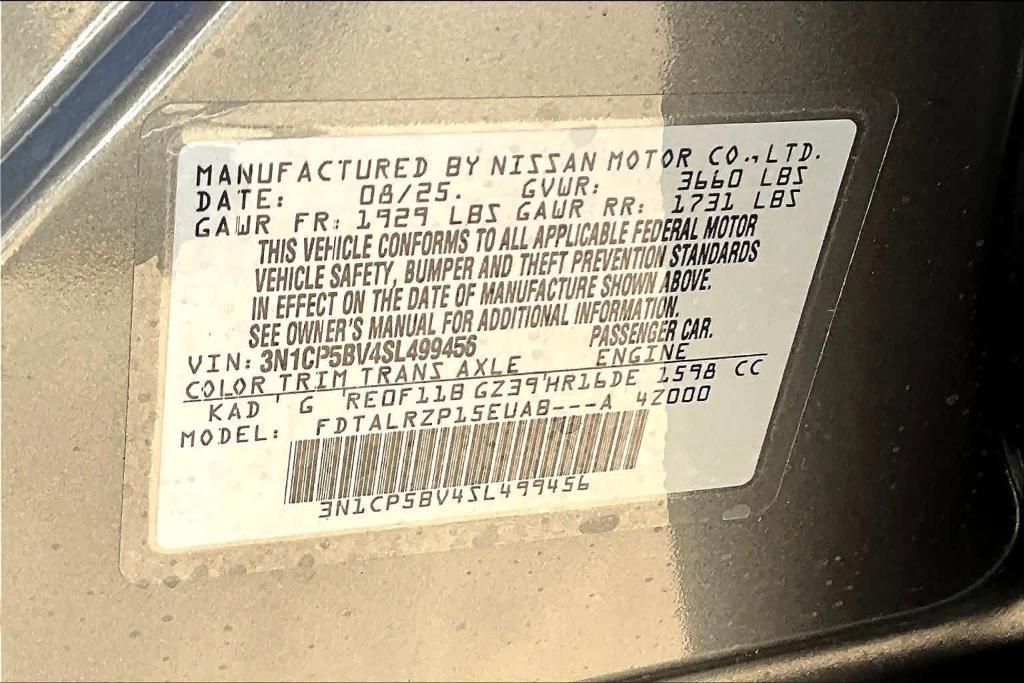 MANUFACTURED BY NISSAN MOTOR CO., LTD.
DATE: 08/25. GVWR: 3660 LBS
GAWR FR: 1929 LBS GAWR RR: 1731 LBS
THIS VEHICLE CONFORMS TO ALL APPLICABLE FEDERAL MOTOR
VEHICLE SAFETY, BUMPER AND THEFT PREVENTION STANDARDS
IN EFFECT ON THE DATE OF MANUFACTURE SHOWN ABOVE.
SEE OWNER'S MANUAL FOR ADDITIONAL INFORMATION.
VIN: 3N1CP5BV4SL499456 PASSENGER CAR.
COLOR TRIM TRANS AXLE ENGINE
KAD G RE0F11B GZ39 HR16DE 1598 CC
MODEL: FDTALRZP15EUA8---A 4Z000
3N1CP5BV4SL499456